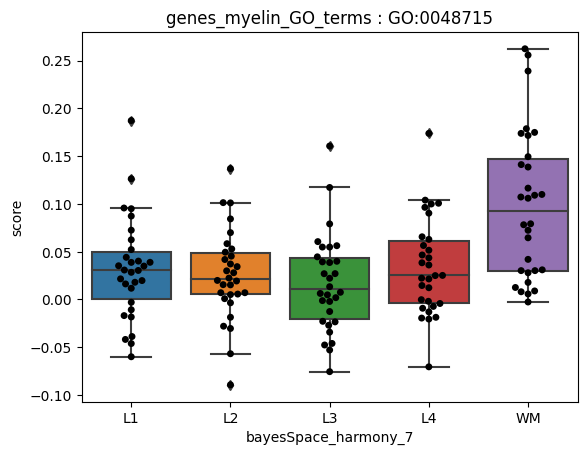 genes_myelin_GO_terms : GO:0048715
0.25
0.20
0.15
0.10
0.05
0.00
−0.05
−0.10
score
L1 L2 L3 L4 WM
bayesSpace_harmony_7